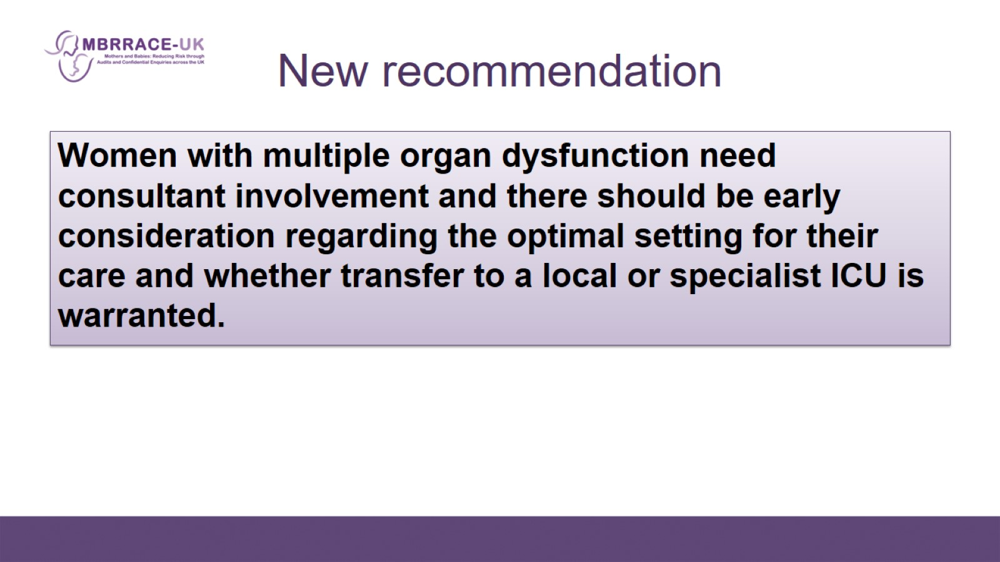 MBRRACE-UK
Mothers and Babies: Reducing Risk through
Audits and Confidential Enquiries across the UK
New recommendation
Women with multiple organ dysfunction need
consultant involvement and there should be early
consideration regarding the optimal setting for their
care and whether transfer to a local or specialist ICU is
warranted.